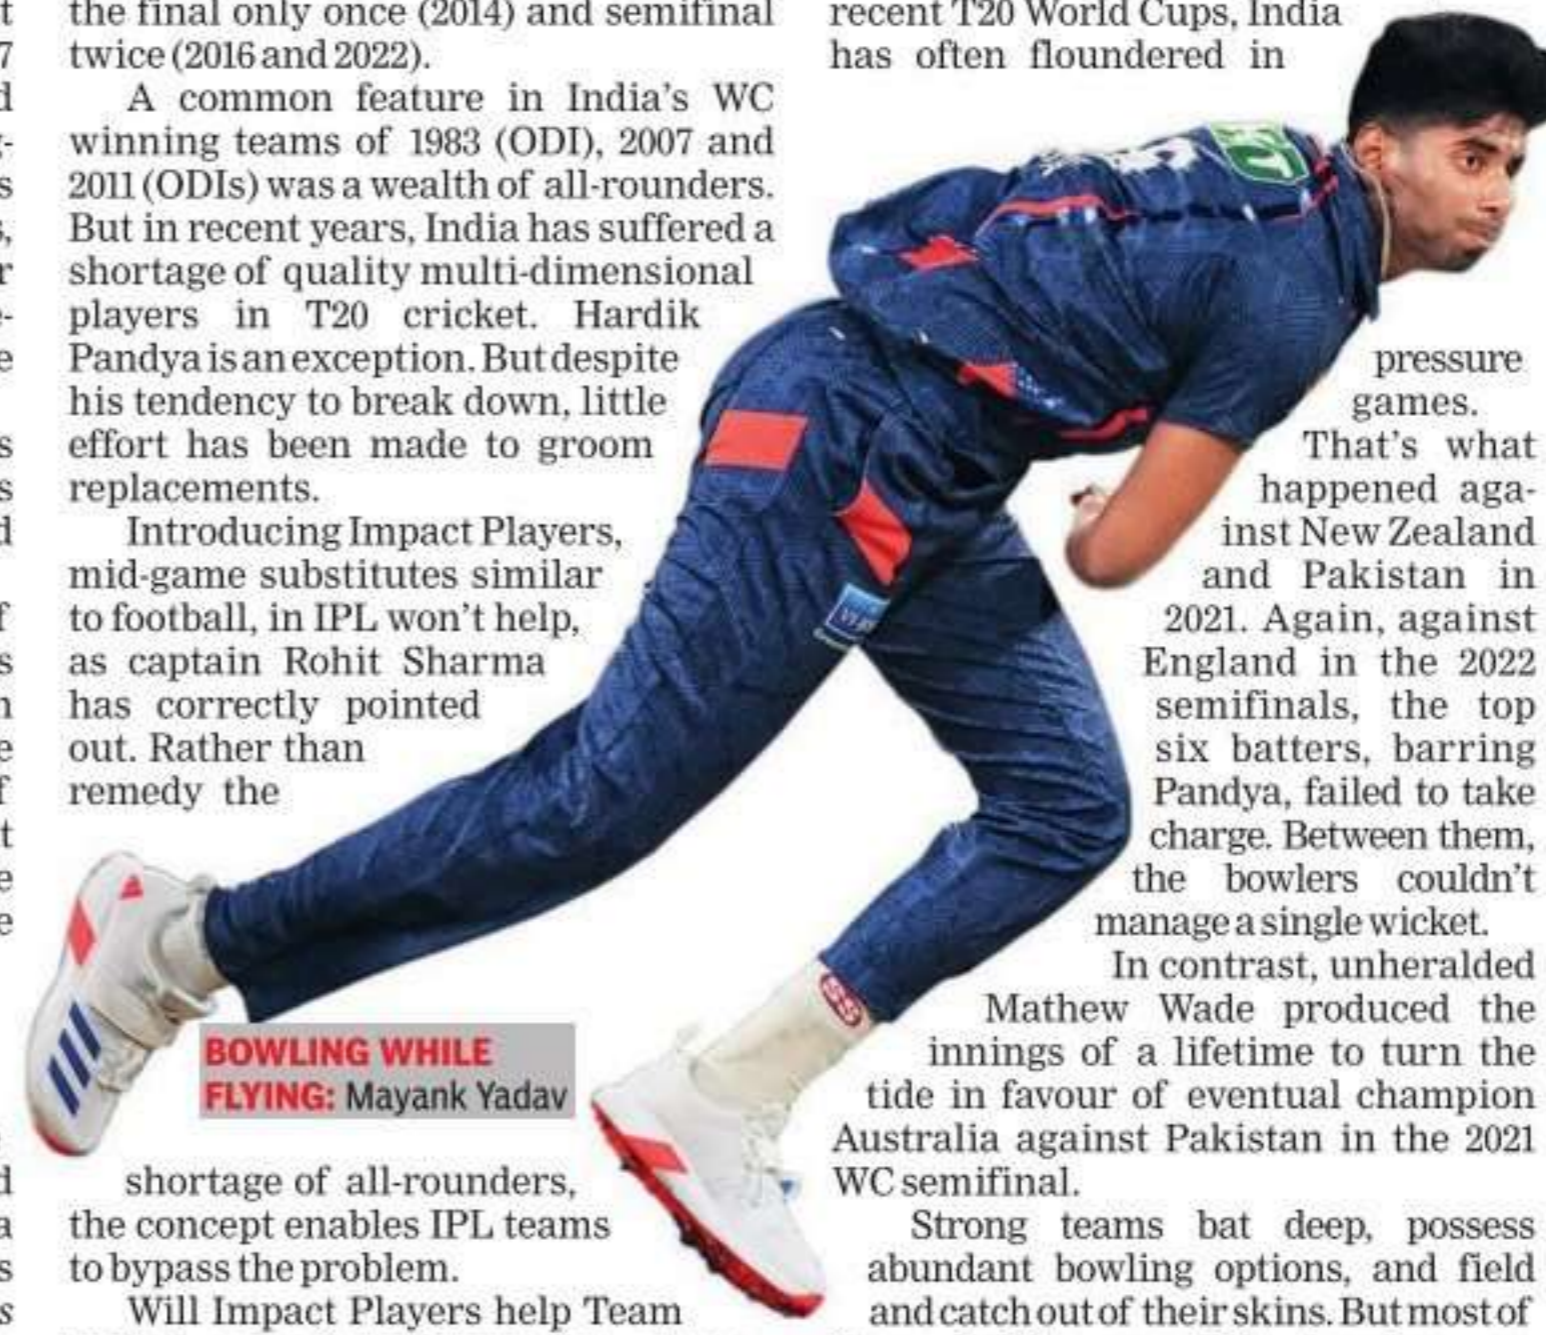 the final only once (2014) and semifinal
twice (2016 and 2022).
A common feature in India's WC
winning teams of 1983 (ODI), 2007 and
2011 (ODIs) was a wealth of all-rounders.
But in recent years, India has suffered a
shortage of quality multi-dimensional
players in T20 cricket. Hardik
Pandya is an exception. But despite
his tendency to break down, little
effort has been made to groom
replacements.
Introducing Impact Players,
mid-game substitutes similar
to football, in IPL won't help,
as captain Rohit Sharma
has correctly pointed
out. Rather than
remedy the
BOWLING WHILE
FLYING: Mayank Yadav
shortage of all-rounders,
the concept enables IPL teams
to bypass the problem.
Will Impact Players help Team
recent T20 World Cups, India
has often floundered in
pressure
games.
That's what
happened aga-
inst New Zealand
and Pakistan in
2021. Again, against
England in the 2022
semifinals, the top
six batters, barring
Pandya, failed to take
charge. Between them,
the bowlers couldn't
manage a single wicket.
In contrast, unheralded
Mathew Wade produced the
innings of a lifetime to turn the
tide in favour of eventual champion
Australia against Pakistan in the 2021
WC semifinal.
Strong teams bat deep, possess
abundant bowling options, and field
and catch out of their skins. But most of
SS